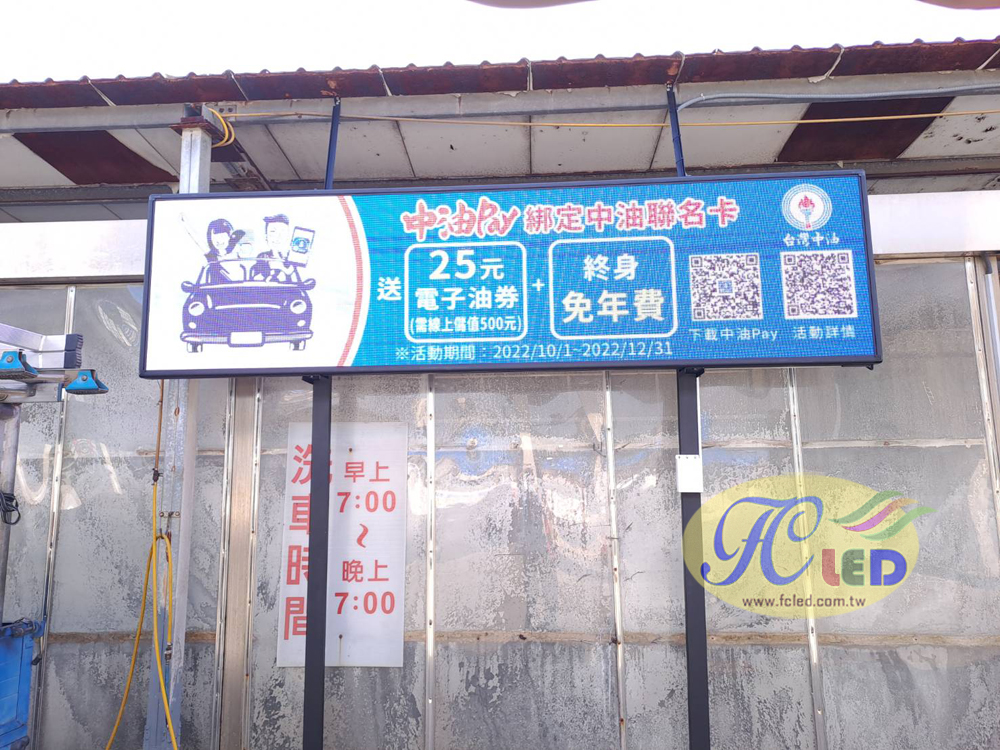 中油Pay 綁定中油聯名卡
送
25元
電子油券
(需線上儲值500元)
+
終身
免年費
※活動期間：2022/10/1~2022/12/31
台灣中油
下載中油Pay
活動詳情
洗車時間
早上
7:00
~
晚上
7:00
FC LED
www.fcled.com.tw